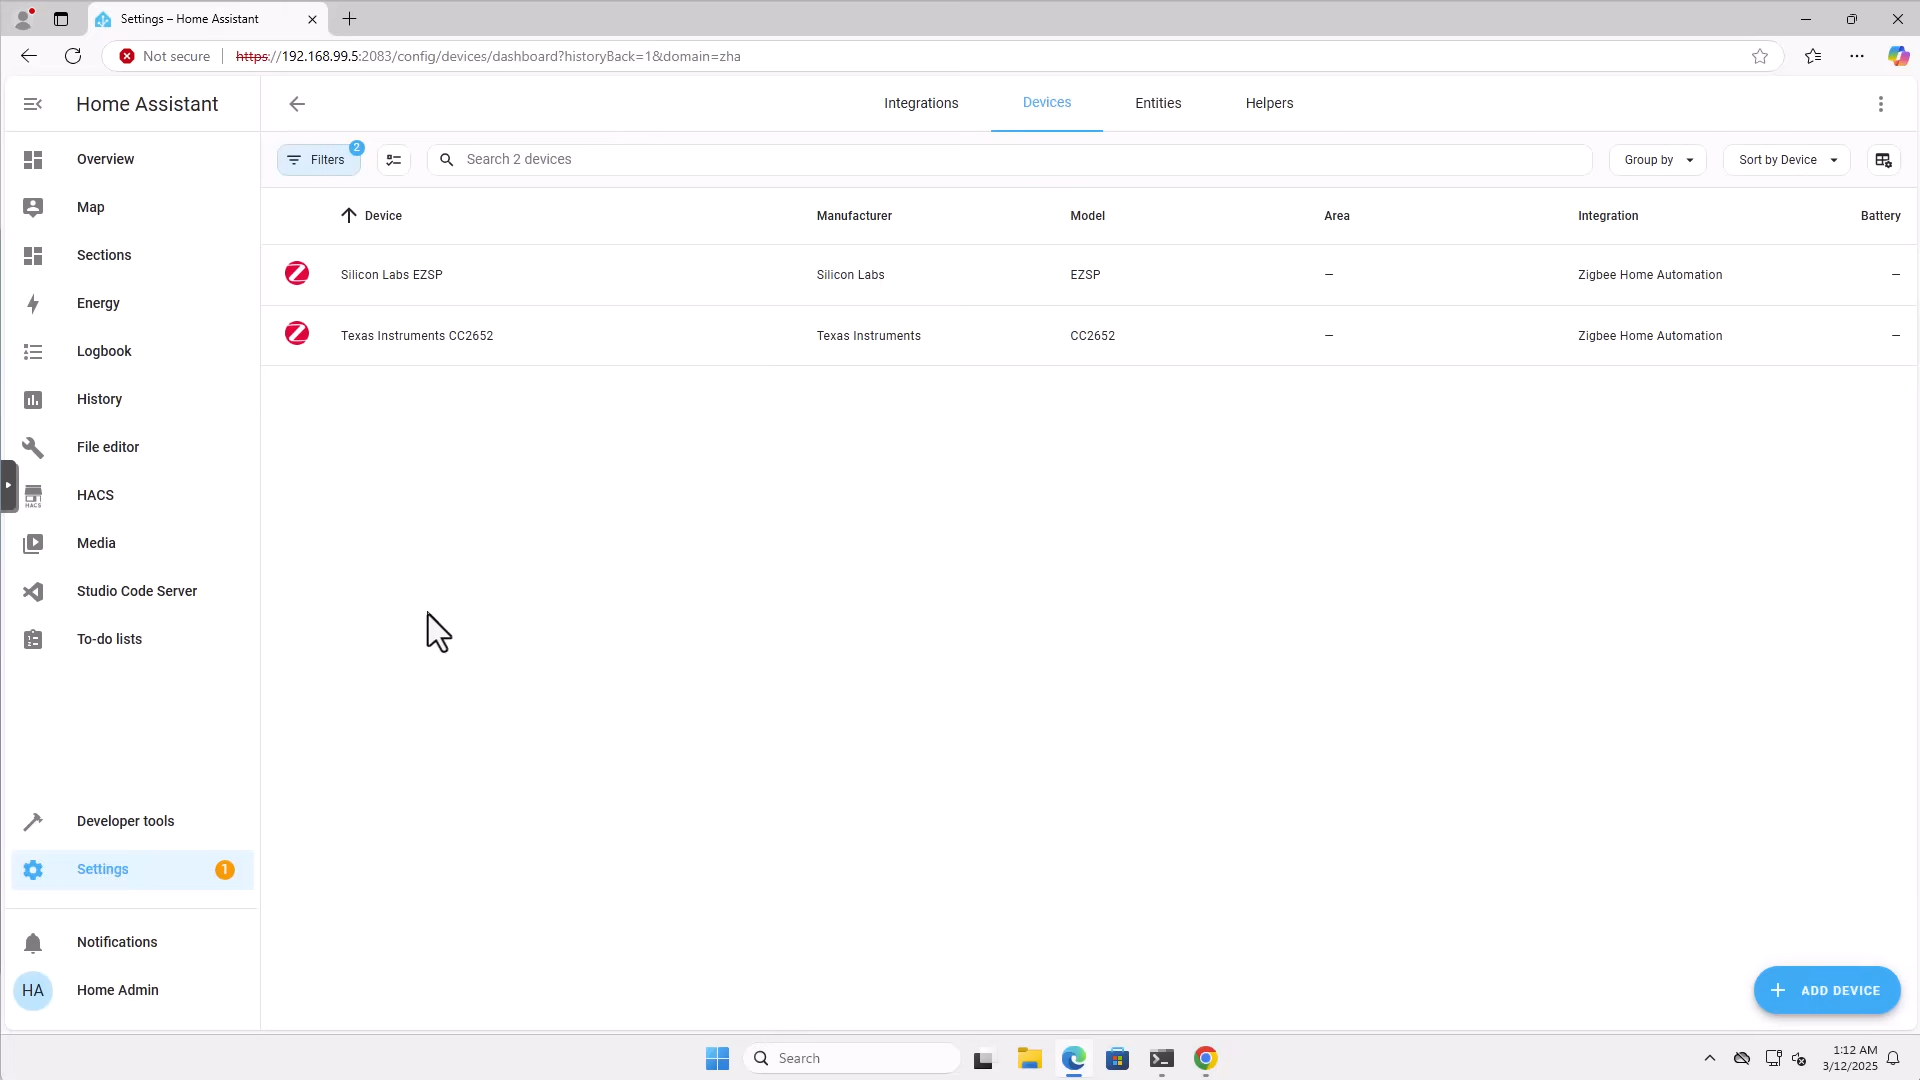 Settings – Home Assistant
Not secure
https://192.168.99.5:2083/config/devices/dashboard?historyBack=1&domain=zha
Home Assistant
Integrations
Devices
Entities
Helpers
Overview
Map
Sections
Energy
Logbook
History
File editor
HACS
HACS
Media
Studio Code Server
To-do lists
Developer tools
Settings
1
Notifications
HA
Home Admin
Filters
2
Search 2 devices
Group by
Sort by Device
Device
Manufacturer
Model
Area
Integration
Battery
Silicon Labs EZSP
Silicon Labs
EZSP
—
Zigbee Home Automation
—
Texas Instruments CC2652
Texas Instruments
CC2652
—
Zigbee Home Automation
—
ADD DEVICE
Search
1:12 AM
3/12/2025